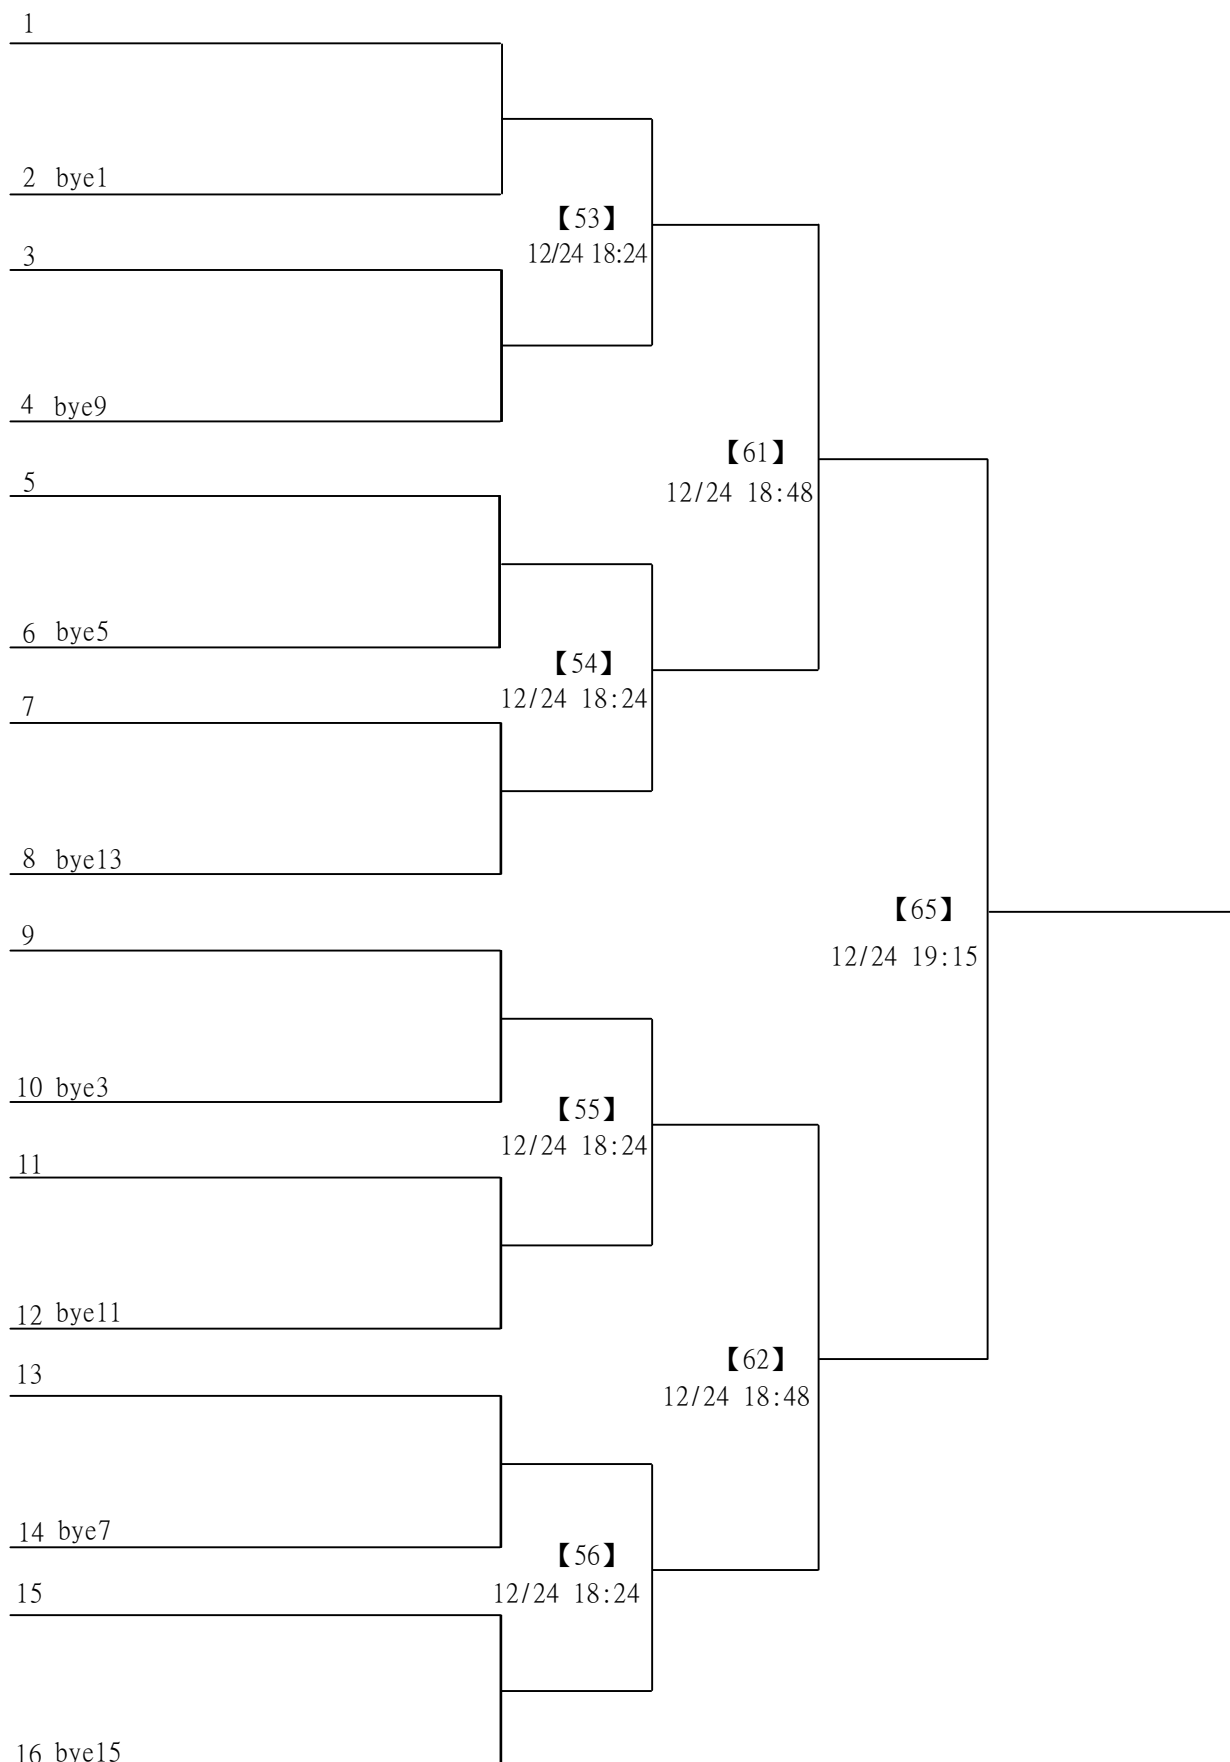 1
2 bye1
【53】
12/24 18:24
3
4 bye9
【61】
12/24 18:48
5
6 bye5
【54】
12/24 18:24
7
8 bye13
【65】
12/24 19:15
9
10 bye3
【55】
12/24 18:24
11
12 bye11
【62】
12/24 18:48
13
14 bye7
【56】
12/24 18:24
15
16 bye15